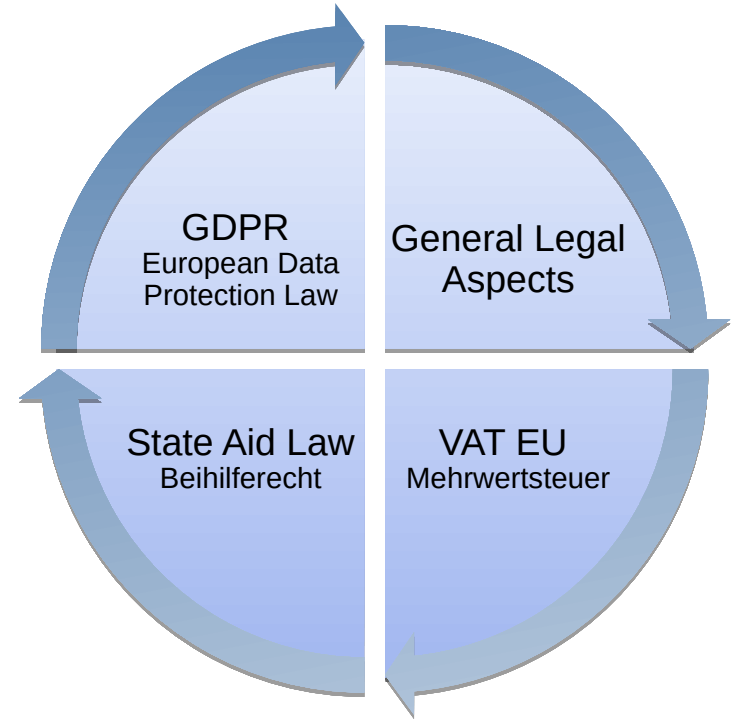 GDPR
European Data
Protection Law
General Legal
Aspects
State Aid Law
Beihilferecht
VAT EU
Mehrwertsteuer